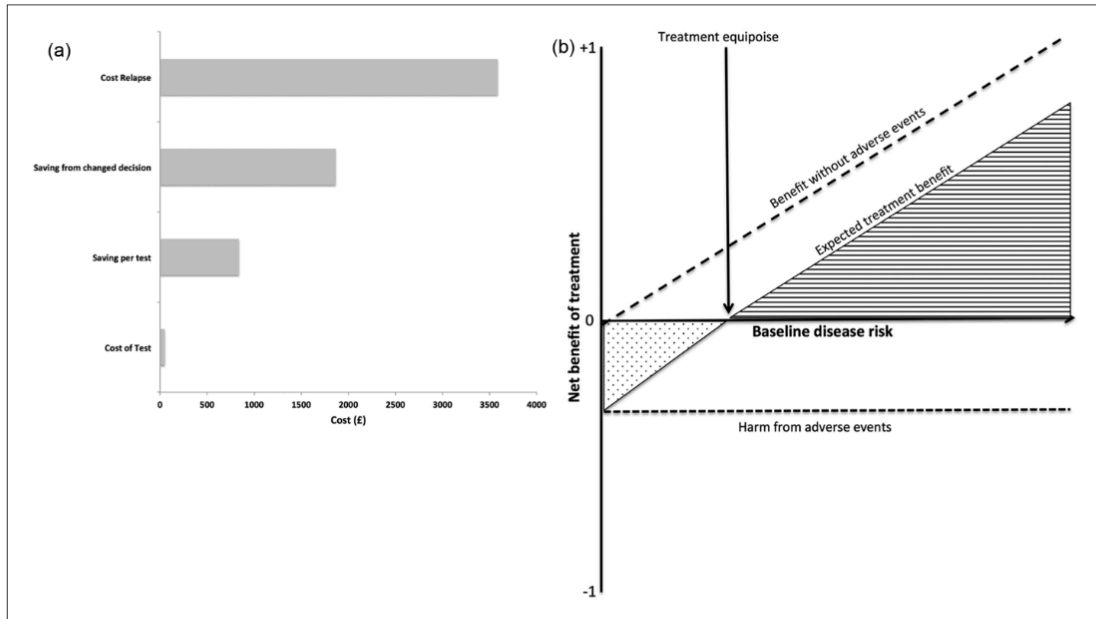 (a)
Cost Relapse
Saving from changed decision
Saving per test
Cost of Test
0 500 1000 1500 2000 2500 3000 3500 4000
Cost (£)
(b)
Treatment equipoise
+1
Benefit without adverse events
Expected treatment benefit
Net benefit of treatment
0
Baseline disease risk
Harm from adverse events
-1